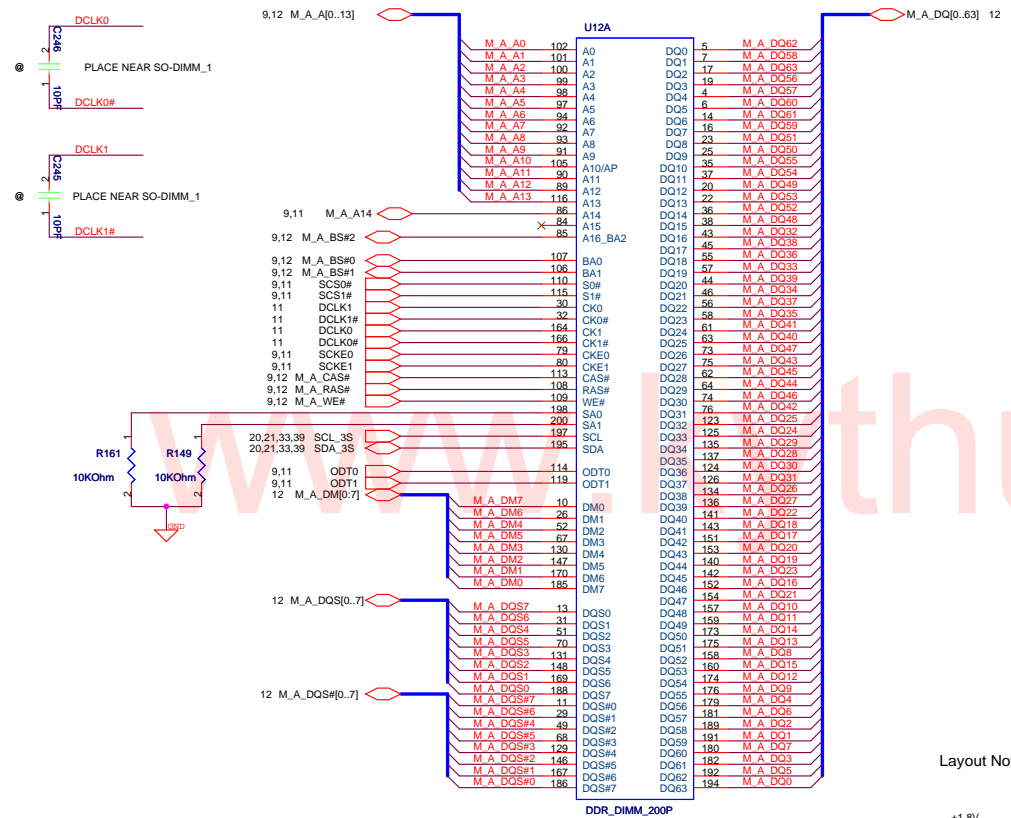 DCLK0
C246
2
@
PLACE NEAR SO-DIMM_1
1
10PF
DCLK0#
DCLK1
C245
2
@
PLACE NEAR SO-DIMM_1
1
10PF
DCLK1#
9,12 M_A_A[0..13]
M_A_DQ[0..63] 12
U12A
M_A_A0 102 A0
M_A_A1 101 A1
M_A_A2 100 A2
M_A_A3 99 A3
M_A_A4 98 A4
M_A_A5 97 A5
M_A_A6 94 A6
M_A_A7 92 A7
M_A_A8 93 A8
M_A_A9 91 A9
M_A_A10 105 A10/AP
M_A_A11 90 A11
M_A_A12 89 A12
M_A_A13 116 A13
9,11 M_A_A14 86 A14
84 A15
9,12 M_A_BS#2 85 A16_BA2
9,12 M_A_BS#0 107 BA0
9,12 M_A_BS#1 106 BA1
9,11 SCS0# 110 S0#
9,11 SCS1# 115 S1#
11 DCLK1 30 CK0
11 DCLK1# 32 CK0#
11 DCLK0 164 CK1
11 DCLK0# 166 CK1#
9,11 SCKE0 79 CKE0
9,11 SCKE1 80 CKE1
9,12 M_A_CAS# 113 CAS#
9,12 M_A_RAS# 108 RAS#
9,12 M_A_WE# 109 WE#
198 SA0
200 SA1
20,21,33,39 SCL_3S 197 SCL
20,21,33,39 SDA_3S 195 SDA
9,11 ODT0 114 ODT0
9,11 ODT1 119 ODT1
12 M_A_DM[0:7]
M_A_DM7 10 DM0
M_A_DM6 26 DM1
M_A_DM4 52 DM2
M_A_DM5 67 DM3
M_A_DM3 130 DM4
M_A_DM2 147 DM5
M_A_DM1 170 DM6
M_A_DM0 185 DM7
12 M_A_DQS[0..7]
M_A_DQS7 13 DQS0
M_A_DQS6 31 DQS1
M_A_DQS4 51 DQS2
M_A_DQS5 70 DQS3
M_A_DQS3 131 DQS4
M_A_DQS2 148 DQS5
M_A_DQS1 169 DQS6
M_A_DQS0 188 DQS7
12 M_A_DQS#[0..7]
M_A_DQS#7 11 DQS#0
M_A_DQS#6 29 DQS#1
M_A_DQS#4 49 DQS#2
M_A_DQS#5 68 DQS#3
M_A_DQS#3 129 DQS#4
M_A_DQS#2 146 DQS#5
M_A_DQS#1 167 DQS#6
M_A_DQS#0 186 DQS#7
1
R161
10KOhm
2
1
R149
10KOhm
2
GND
DQ0 5 M_A_DQ62
DQ1 7 M_A_DQ58
DQ2 17 M_A_DQ63
DQ3 19 M_A_DQ56
DQ4 4 M_A_DQ57
DQ5 6 M_A_DQ60
DQ6 14 M_A_DQ61
DQ7 16 M_A_DQ59
DQ8 23 M_A_DQ51
DQ9 25 M_A_DQ50
DQ10 35 M_A_DQ55
DQ11 37 M_A_DQ54
DQ12 20 M_A_DQ49
DQ13 22 M_A_DQ53
DQ14 36 M_A_DQ52
DQ15 38 M_A_DQ48
DQ16 43 M_A_DQ32
DQ17 45 M_A_DQ38
DQ18 55 M_A_DQ36
DQ19 57 M_A_DQ33
DQ20 44 M_A_DQ39
DQ21 46 M_A_DQ34
DQ22 56 M_A_DQ37
DQ23 58 M_A_DQ35
DQ24 61 M_A_DQ41
DQ25 63 M_A_DQ40
DQ26 73 M_A_DQ47
DQ27 75 M_A_DQ43
DQ28 62 M_A_DQ45
DQ29 64 M_A_DQ44
DQ30 74 M_A_DQ46
DQ31 76 M_A_DQ42
DQ32 123 M_A_DQ25
DQ33 125 M_A_DQ24
DQ34 135 M_A_DQ29
DQ35 137 M_A_DQ28
DQ36 124 M_A_DQ30
DQ37 126 M_A_DQ31
DQ38 134 M_A_DQ26
DQ39 136 M_A_DQ27
DQ40 141 M_A_DQ22
DQ41 143 M_A_DQ18
DQ42 151 M_A_DQ17
DQ43 153 M_A_DQ20
DQ44 140 M_A_DQ19
DQ45 142 M_A_DQ23
DQ46 152 M_A_DQ16
DQ47 154 M_A_DQ21
DQ48 157 M_A_DQ10
DQ49 159 M_A_DQ11
DQ50 173 M_A_DQ14
DQ51 175 M_A_DQ13
DQ52 158 M_A_DQ8
DQ53 160 M_A_DQ15
DQ54 174 M_A_DQ12
DQ55 176 M_A_DQ9
DQ56 179 M_A_DQ4
DQ57 181 M_A_DQ6
DQ58 189 M_A_DQ2
DQ59 191 M_A_DQ1
DQ60 180 M_A_DQ7
DQ61 182 M_A_DQ3
DQ62 192 M_A_DQ5
DQ63 194 M_A_DQ0
DDR_DIMM_200P
www.kythu
Layout No
+1.8V